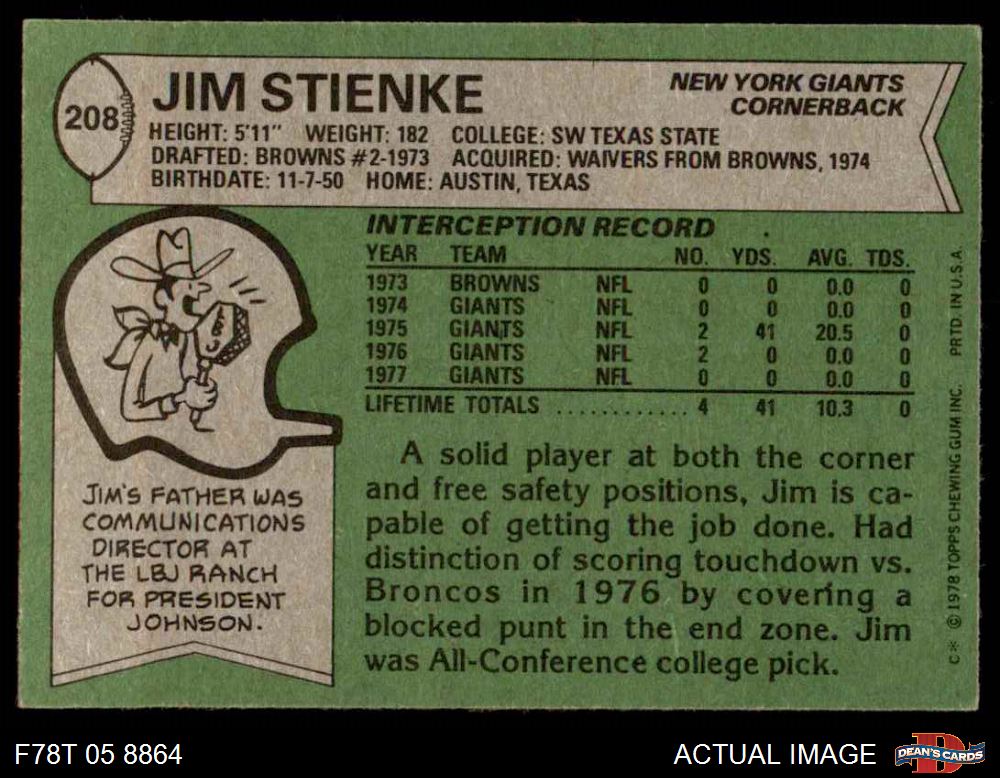 208
JIM STIENKE
NEW YORK GIANTS
CORNERBACK
HEIGHT: 5'11" WEIGHT: 182 COLLEGE: SW TEXAS STATE
DRAFTED: BROWNS #2-1973 ACQUIRED: WAIVERS FROM BROWNS, 1974
BIRTHDATE: 11-7-50 HOME: AUSTIN, TEXAS
INTERCEPTION RECORD
YEAR TEAM NO. YDS. AVG. TDS.
1973 BROWNS NFL 0 0 0.0 0
1974 GIANTS NFL 0 0 0.0 0
1975 GIANTS NFL 2 41 20.5 0
1976 GIANTS NFL 2 0 0.0 0
1977 GIANTS NFL 0 0 0.0 0
LIFETIME TOTALS ............ 4 41 10.3 0
A solid player at both the corner
and free safety positions, Jim is ca-
pable of getting the job done. Had
distinction of scoring touchdown vs.
Broncos in 1976 by covering a
blocked punt in the end zone. Jim
was All-Conference college pick.
JIM'S FATHER WAS
COMMUNICATIONS
DIRECTOR AT
THE LBJ RANCH
FOR PRESIDENT
JOHNSON.
C* © 1978 TOPPS CHEWING GUM INC. PRTD. IN U.S.A.
F78T 05 8864
ACTUAL IMAGE
DEAN'S CARDS